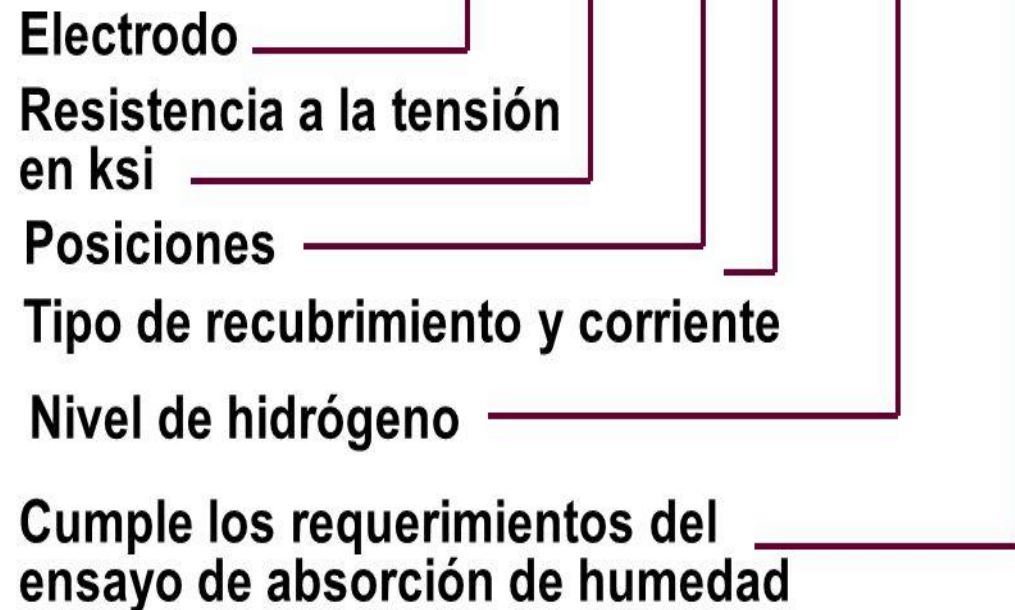 Electrodo
Resistencia a la tensión
en ksi
Posiciones
Tipo de recubrimiento y corriente
Nivel de hidrógeno
Cumple los requerimientos del
ensayo de absorción de humedad